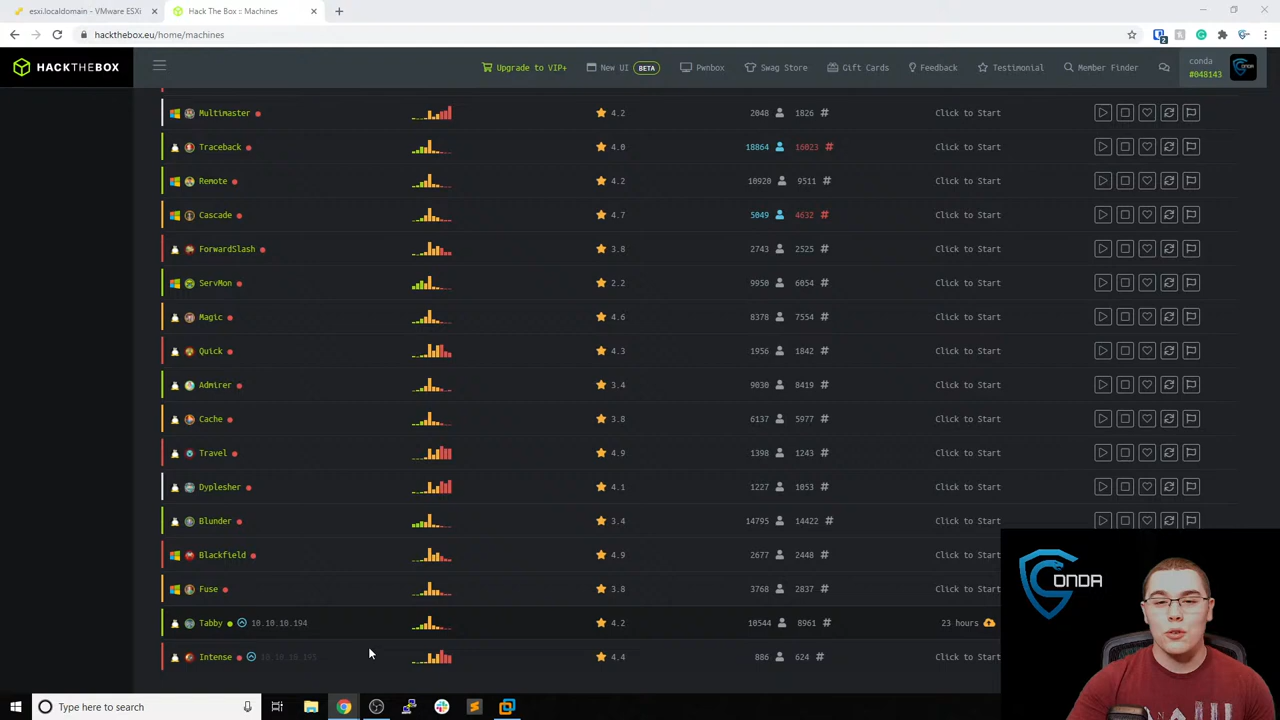 esxi.localdomain - VMware ESXi
Hack The Box :: Machines
hackthebox.eu/home/machines
HACKTHEBOX
Upgrade to VIP+
New UI BETA
Pwnbox
Swag Store
Gift Cards
Feedback
Testimonial
Member Finder
conda
#048143
Multimaster 4.2 2048 1826 Click to Start
Traceback 4.0 18864 16023 Click to Start
Remote 4.2 10920 9511 Click to Start
Cascade 4.7 5049 4632 Click to Start
ForwardSlash 3.8 2743 2525 Click to Start
ServMon 2.2 9950 6054 Click to Start
Magic 4.6 8378 7554 Click to Start
Quick 4.3 1956 1842 Click to Start
Admirer 3.4 9030 8419 Click to Start
Cache 3.8 6137 5977 Click to Start
Travel 4.9 1398 1243 Click to Start
Dyplesher 4.1 1227 1053 Click to Start
Blunder 3.4 14795 14422 Click to Start
Blackfield 4.9 2677 2448 Click to Start
Fuse 3.8 3768 2837 Click to Start
Tabby 10.10.10.194 4.2 10544 8961 23 hours
Intense 10.10.10.195 4.4 886 624 Click to Start
CONDA
Type here to search